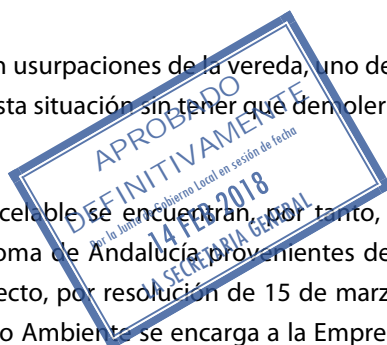 n usurpaciones de la vereda, uno de
sta situación sin tener que demoler
APROBADO
DEFINITIVAMENTE
Por la Junta de Gobierno Local en sesión de fecha
14 FEB 2018
LA SECRETARIA GENERAL
celable se encuentran, por tanto,
oma de Andalucía provenientes de
ecto, por resolución de 15 de marz
o Ambiente se encarga a la Empre